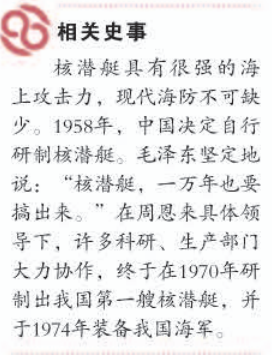 相关史事
核潜艇具有很强的海
上攻击力，现代海防不可缺
少。1958年，中国决定自行
研制核潜艇。毛泽东坚定地
说：“核潜艇，一万年也要
搞出来。”在周恩来具体领
导下，许多科研、生产部门
大力协作，终于在1970年研
制出我国第一艘核潜艇，并
于1974年装备我国海军。